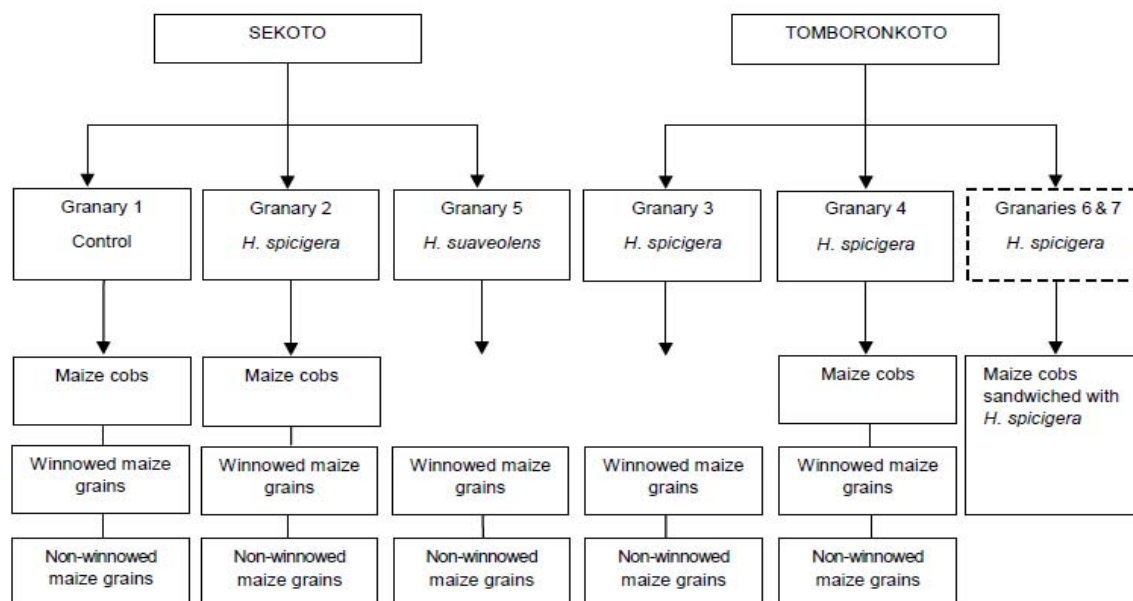 SEKOTO
TOMBORONKOTO
Granary 1
Control
Granary 2
H. spicigera
Granary 5
H. suaveolens
Granary 3
H. spicigera
Granary 4
H. spicigera
Granaries 6 & 7
H. spicigera
Maize cobs
Maize cobs
Maize cobs
Maize cobs
sandwiched with
H. spicigera
Winnowed maize
grains
Winnowed maize
grains
Winnowed maize
grains
Winnowed maize
grains
Winnowed maize
grains
Non-winnowed
maize grains
Non-winnowed
maize grains
Non-winnowed
maize grains
Non-winnowed
maize grains
Non-winnowed
maize grains